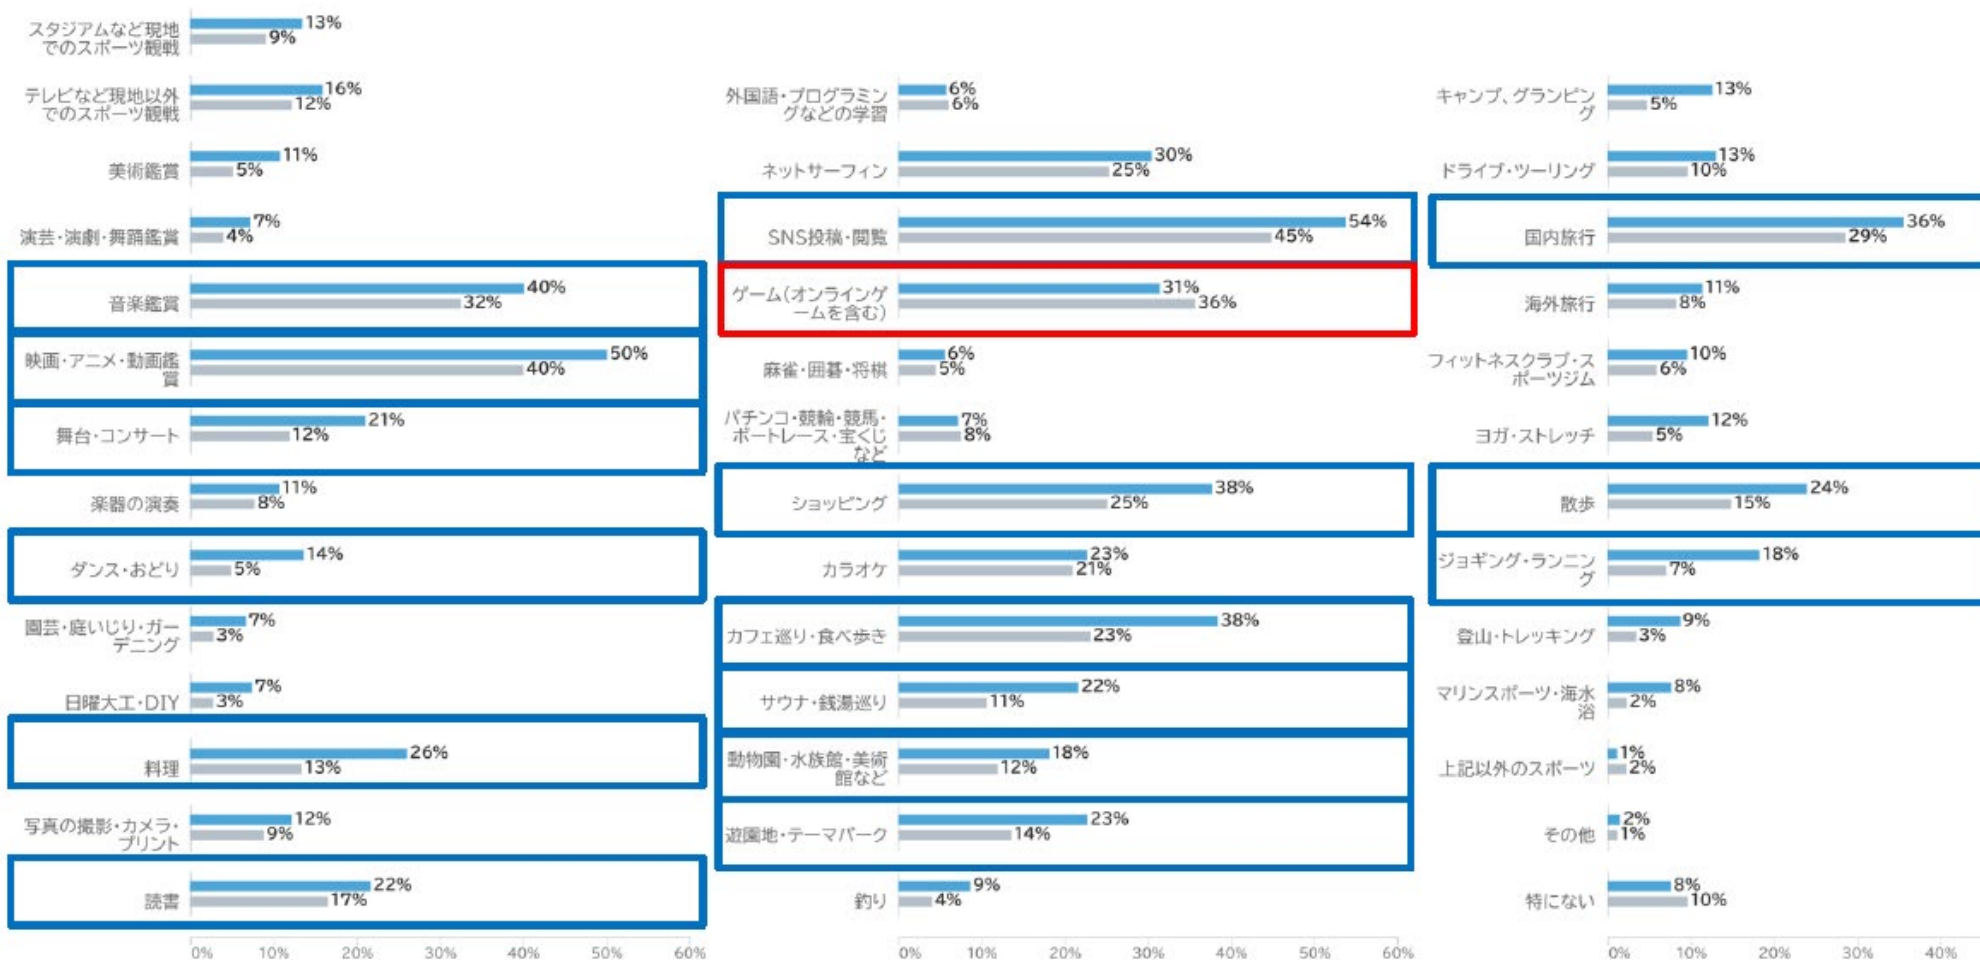 スタジアムなど現地
でのスポーツ観戦
13%
9%
テレビなど現地以外
でのスポーツ観戦
16%
12%
美術鑑賞
11%
5%
演芸・演劇・舞踊鑑賞
7%
4%
音楽鑑賞
40%
32%
映画・アニメ・動画鑑
賞
50%
40%
舞台・コンサート
21%
12%
楽器の演奏
11%
8%
ダンス・おどり
14%
5%
園芸・庭いじり・ガー
デニング
7%
3%
日曜大工・DIY
7%
3%
料理
26%
13%
写真の撮影・カメラ・
プリント
12%
9%
読書
22%
17%
0% 10% 20% 30% 40% 50% 60%
外国語・プログラミン
グなどの学習
6%
6%
ネットサーフィン
30%
25%
SNS投稿・閲覧
54%
45%
ゲーム(オンラインゲ
ームを含む)
31%
36%
麻雀・囲碁・将棋
6%
5%
パチンコ・競輪・競馬・
ボートレース・宝くじ
など
7%
8%
ショッピング
38%
25%
カラオケ
23%
21%
カフェ巡り・食べ歩き
38%
23%
サウナ・銭湯巡り
22%
11%
動物園・水族館・美術
館など
18%
12%
遊園地・テーマパーク
23%
14%
釣り
9%
4%
0% 10% 20% 30% 40% 50% 60%
キャンプ、グランピン
グ
13%
5%
ドライブ・ツーリング
13%
10%
国内旅行
36%
29%
海外旅行
11%
8%
フィットネスクラブ・ス
ポーツジム
10%
6%
ヨガ・ストレッチ
12%
5%
散歩
24%
15%
ジョギング・ランニン
グ
18%
7%
登山・トレッキング
9%
3%
マリンスポーツ・海水
浴
8%
2%
上記以外のスポーツ
1%
2%
その他
2%
1%
特にない
8%
10%
0% 10% 20% 30% 40%